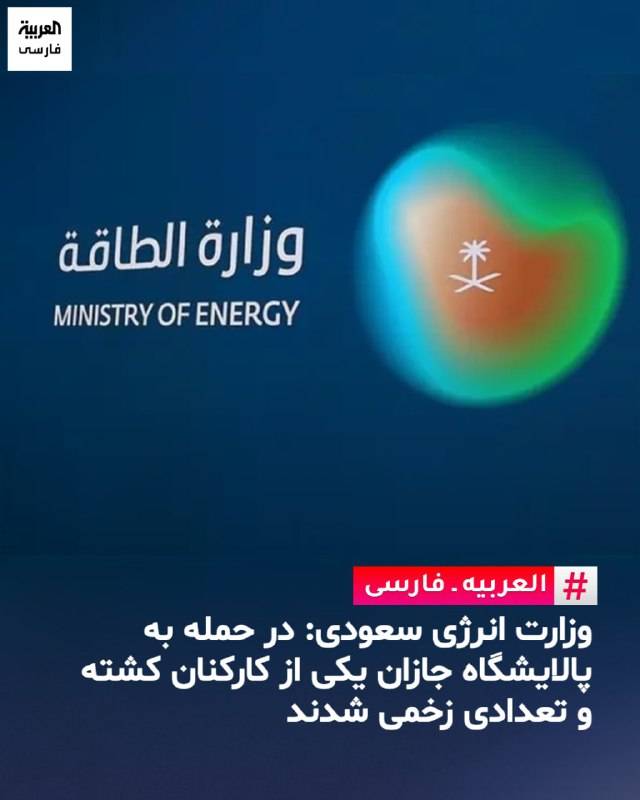 العربية
فارسی
وزارة الطاقة
MINISTRY OF ENERGY
# العربیه ـ فارسی
وزارت انرژی سعودی: در حمله به
پالایشگاه جازان یکی از کارکنان کشته
و تعدادی زخمی شدند